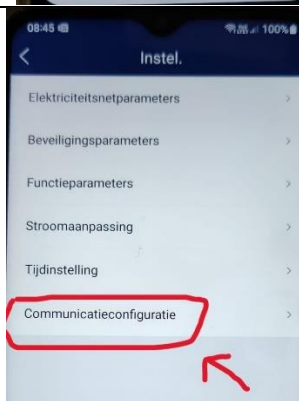 08:45 100%
Instel.
Elektriciteitsnetparameters
Beveiligingsparameters
Functieparameters
Stroomaanpassing
Tijdinstelling
Communicatieconfiguratie